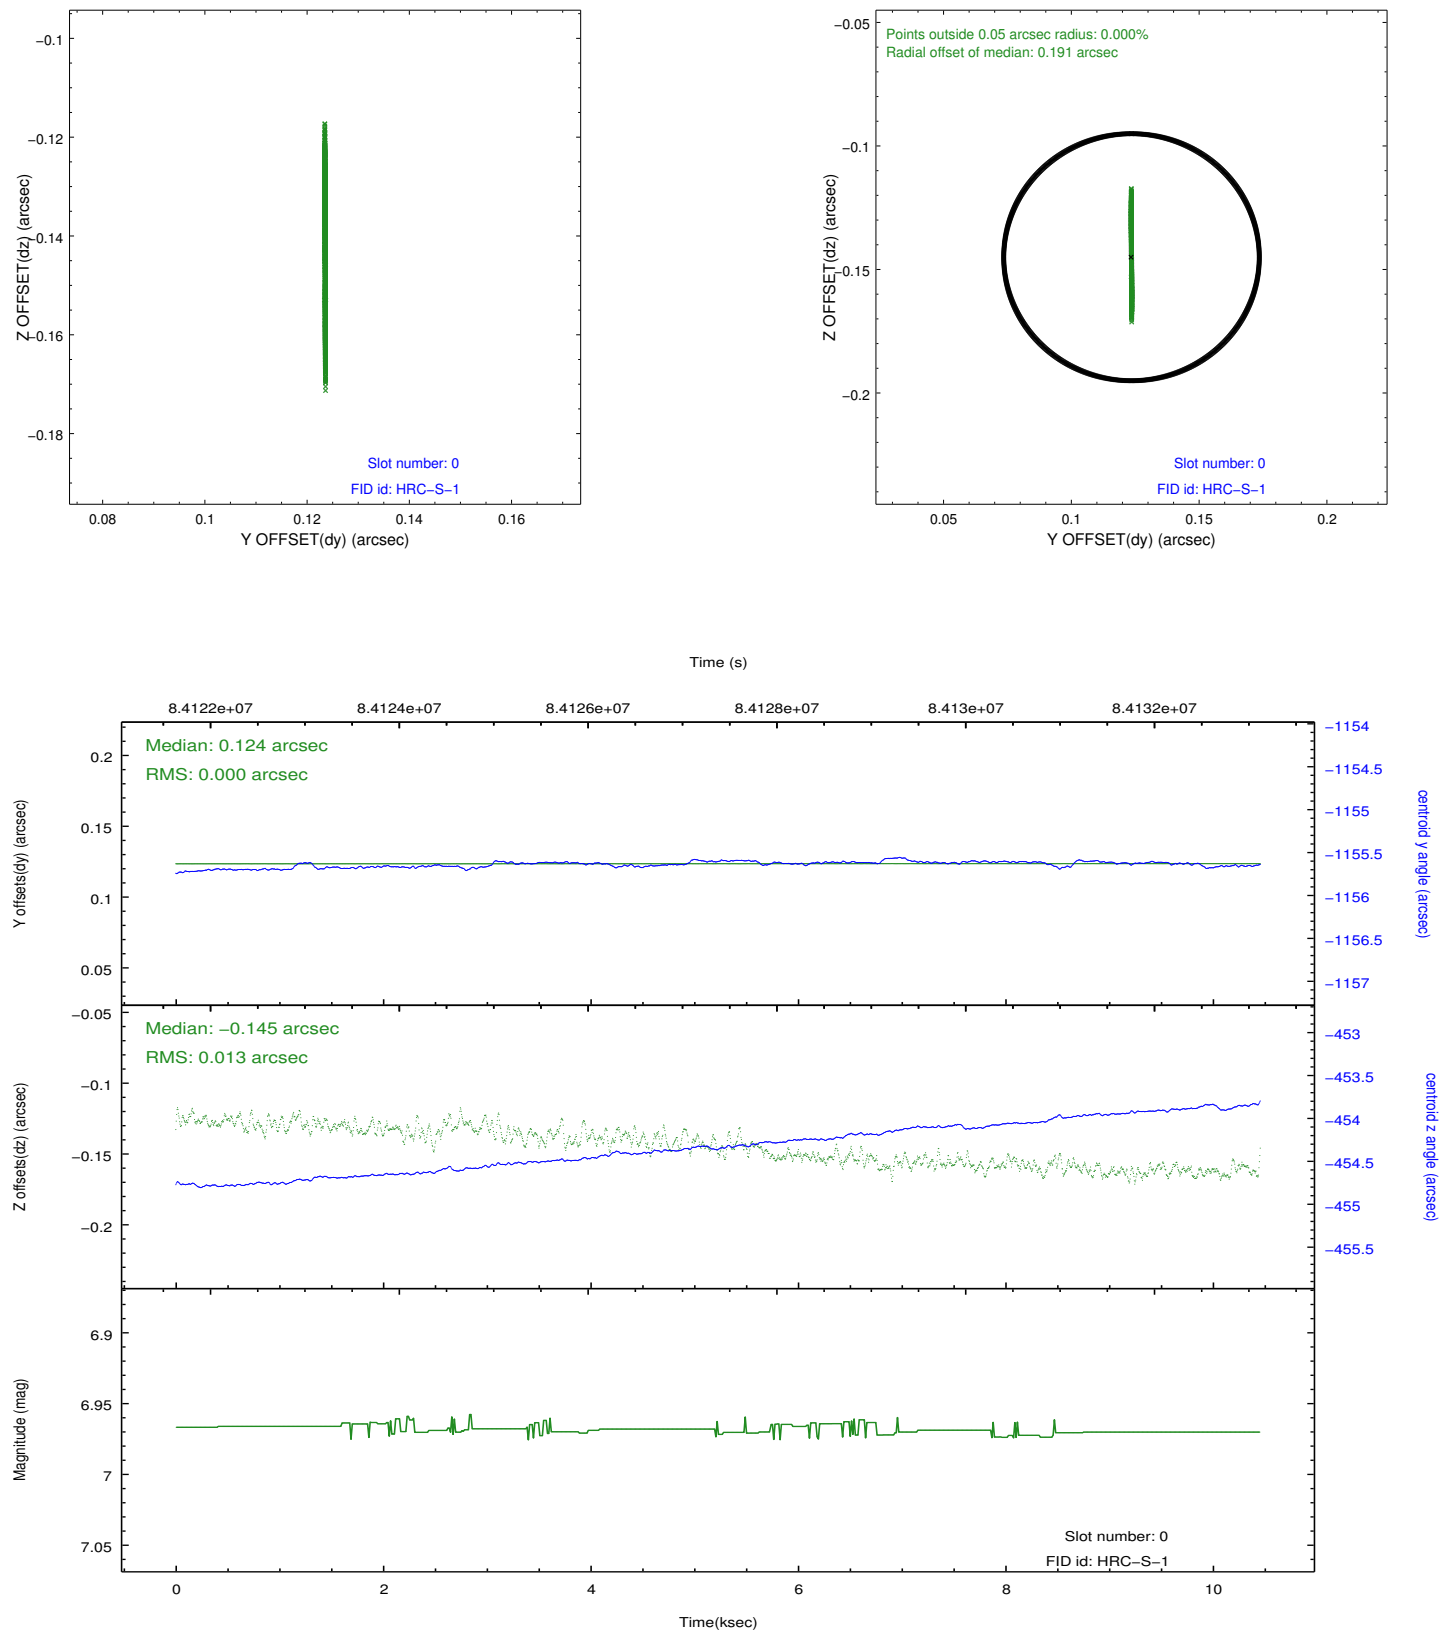 −0.1
−0.12
−0.14
−0.16
−0.18
Z OFFSET(dz) (arcsec)
Slot number: 0
FID id: HRC−S−1
0.08 0.1 0.12 0.14 0.16
Y OFFSET(dy) (arcsec)
Points outside 0.05 arcsec radius: 0.000%
Radial offset of median: 0.191 arcsec
−0.05
−0.1
−0.15
−0.2
Z OFFSET(dz) (arcsec)
Slot number: 0
FID id: HRC−S−1
0.05 0.1 0.15 0.2
Y OFFSET(dy) (arcsec)
Time (s)
8.4122e+07 8.4124e+07 8.4126e+07 8.4128e+07 8.413e+07 8.4132e+07
Median: 0.124 arcsec
RMS: 0.000 arcsec
0.2
0.15
0.1
0.05
Y offsets(dy) (arcsec)
−1154
−1154.5
−1155
−1155.5
−1156
−1156.5
−1157
centroid y angle (arcsec)
Median: −0.145 arcsec
RMS: 0.013 arcsec
−0.05
−0.1
−0.15
−0.2
Z offsets(dz) (arcsec)
−453
−453.5
−454
−454.5
−455
−455.5
centroid z angle (arcsec)
6.9
6.95
7
7.05
Magnitude (mag)
Slot number: 0
FID id: HRC−S−1
0 2 4 6 8 10
Time(ksec)